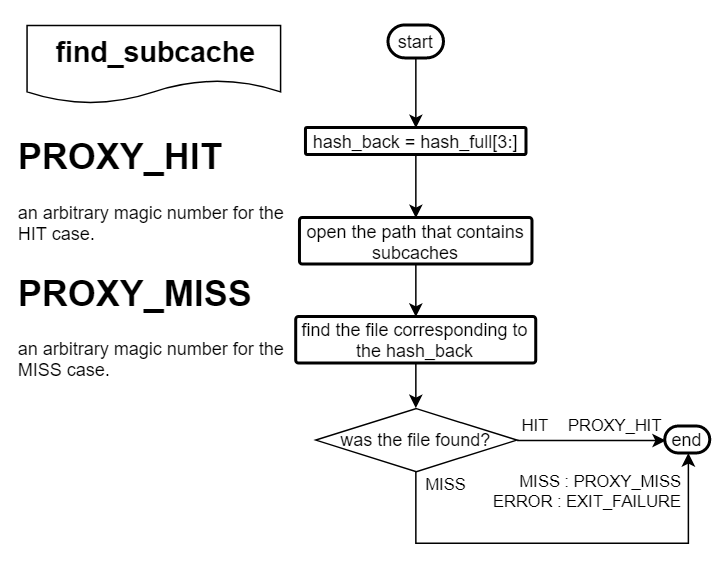 find_subcache
start
PROXY_HIT
an arbitrary magic number for the
HIT case.
PROXY_MISS
an arbitrary magic number for the
MISS case.
hash_back = hash_full[3:]
open the path that contains
subcaches
find the file corresponding to
the hash_back
was the file found?
HIT PROXY_HIT
end
MISS
MISS : PROXY_MISS
ERROR : EXIT_FAILURE